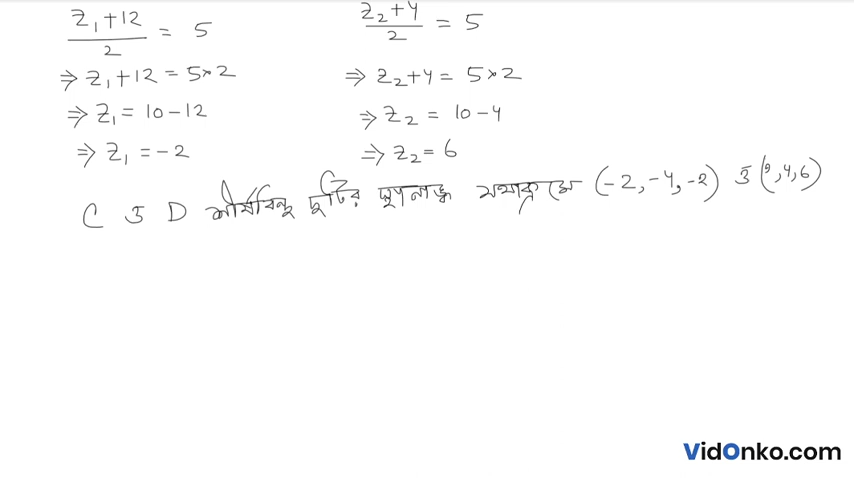 z₁+12/2 = 5
z₂+4/2 = 5
⇒ z₁+12 = 5×2
⇒ z₂+4 = 5×2
⇒ z₁ = 10-12
⇒ z₂ = 10-4
⇒ z₁ = -2
⇒ z₂ = 6
C ও D শীর্ষবিন্দু দুটির স্থানাঙ্ক যথাক্রমে (-2, -4, -2) ও (2, 4, 6)
VidOnko.com